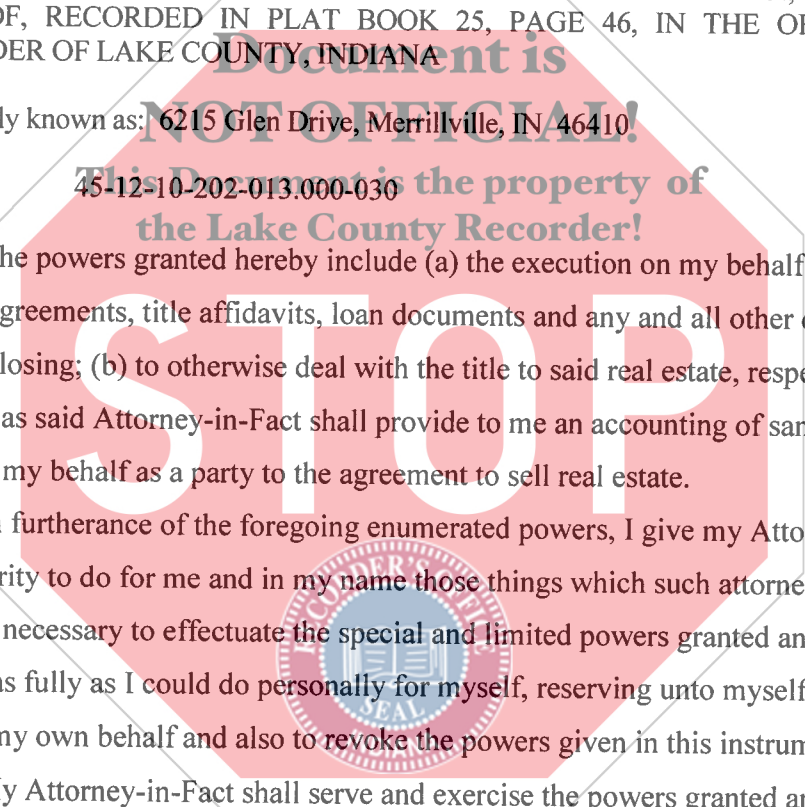 OF, RECORDED IN PLAT BOOK 25, PAGE 46, IN THE
DER OF LAKE COUNTY, INDIANA
Document is
ly known as: 6215 Glen Drive, Merrillville, IN 46410
NOT OFFICIAL!
This Document is the property of
45-12-10-202-013.000-030
the Lake County Recorder!
he powers granted hereby include (a) the execution on my behalf
greements, title affidavits, loan documents and any and all other
losing; (b) to otherwise deal with the title to said real estate, respe
as said Attorney-in-Fact shall provide to me an accounting of
my behalf as a party to the agreement to sell real estate.
STOP
furtherance of the foregoing enumerated powers, I give my Atto
rity to do for me and in my name those things which such attorne
necessary to effectuate the special and limited powers granted an
as fully as I could do personally for myself, reserving unto myself
my own behalf and also to revoke the powers given in this instrum
y Attorney-in-Fact shall serve and exercise the powers granted
RECORDER'S OFFICE
SEAL
INDIANA